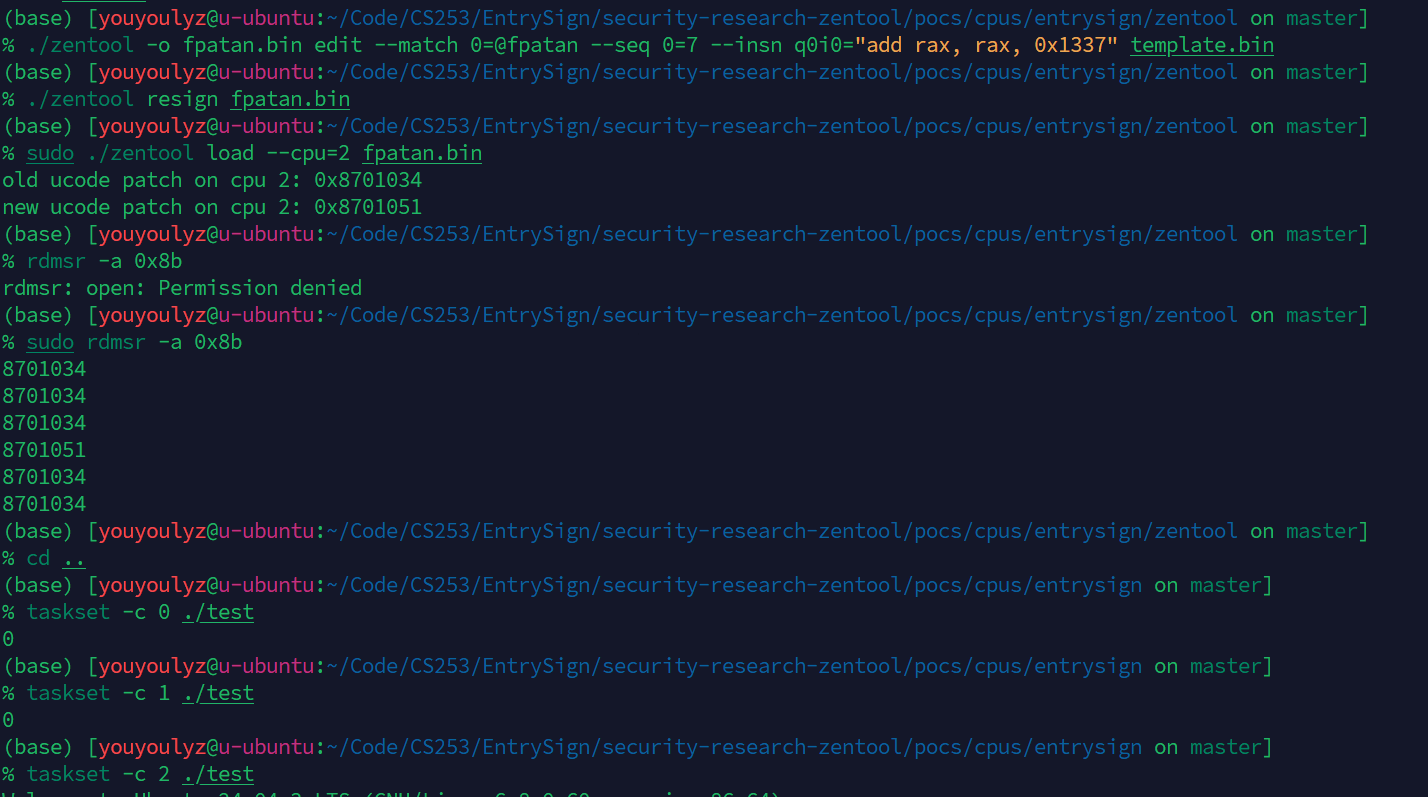 (base) [youyoulyz@u-ubuntu:~/Code/CS253/EntrySign/security-research-zentool/pocs/cpus/entrysign/zentool on master]
% ./zentool -o fpatan.bin edit --match 0=@fpatan --seq 0=7 --insn q0i0="add rax, rax, 0x1337" template.bin
(base) [youyoulyz@u-ubuntu:~/Code/CS253/EntrySign/security-research-zentool/pocs/cpus/entrysign/zentool on master]
% ./zentool resign fpatan.bin
(base) [youyoulyz@u-ubuntu:~/Code/CS253/EntrySign/security-research-zentool/pocs/cpus/entrysign/zentool on master]
% sudo ./zentool load --cpu=2 fpatan.bin
old ucode patch on cpu 2: 0x8701034
new ucode patch on cpu 2: 0x8701051
(base) [youyoulyz@u-ubuntu:~/Code/CS253/EntrySign/security-research-zentool/pocs/cpus/entrysign/zentool on master]
% rdmsr -a 0x8b
rdmsr: open: Permission denied
(base) [youyoulyz@u-ubuntu:~/Code/CS253/EntrySign/security-research-zentool/pocs/cpus/entrysign/zentool on master]
% sudo rdmsr -a 0x8b
8701034
8701034
8701034
8701051
8701034
8701034
(base) [youyoulyz@u-ubuntu:~/Code/CS253/EntrySign/security-research-zentool/pocs/cpus/entrysign/zentool on master]
% cd ..
(base) [youyoulyz@u-ubuntu:~/Code/CS253/EntrySign/security-research-zentool/pocs/cpus/entrysign on master]
% taskset -c 0 ./test
0
(base) [youyoulyz@u-ubuntu:~/Code/CS253/EntrySign/security-research-zentool/pocs/cpus/entrysign on master]
% taskset -c 1 ./test
0
(base) [youyoulyz@u-ubuntu:~/Code/CS253/EntrySign/security-research-zentool/pocs/cpus/entrysign on master]
% taskset -c 2 ./test